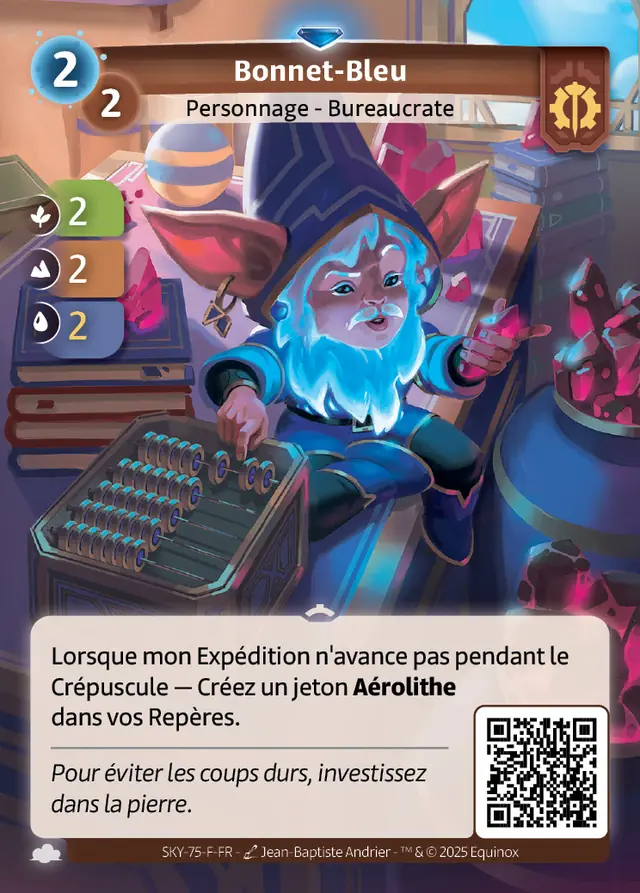 2
Bonnet-Bleu
2
Personnage - Bureaucrate
2
2
2
Lorsque mon Expédition n'avance pas pendant le
Crépuscule — Créez un jeton Aérolithe
dans vos Repères.
Pour éviter les coups durs, investissez
dans la pierre.
SKY-75-F-FR - Jean-Baptiste Andrier - ™ & © 2025 Equinox